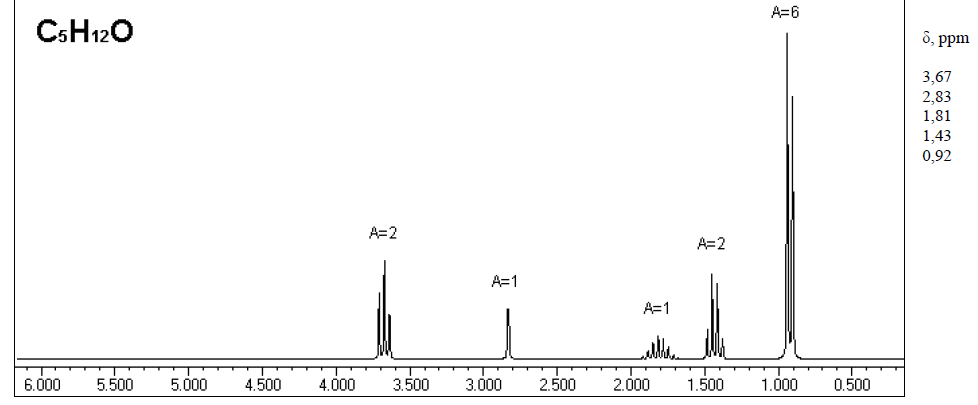 C₅H₁₂O
A=6
A=2
A=1
A=1
A=2
6.000 5.500 5.000 4.500 4.000 3.500 3.000 2.500 2.000 1.500 1.000 0.500
δ, ppm
3,67
2,83
1,81
1,43
0,92